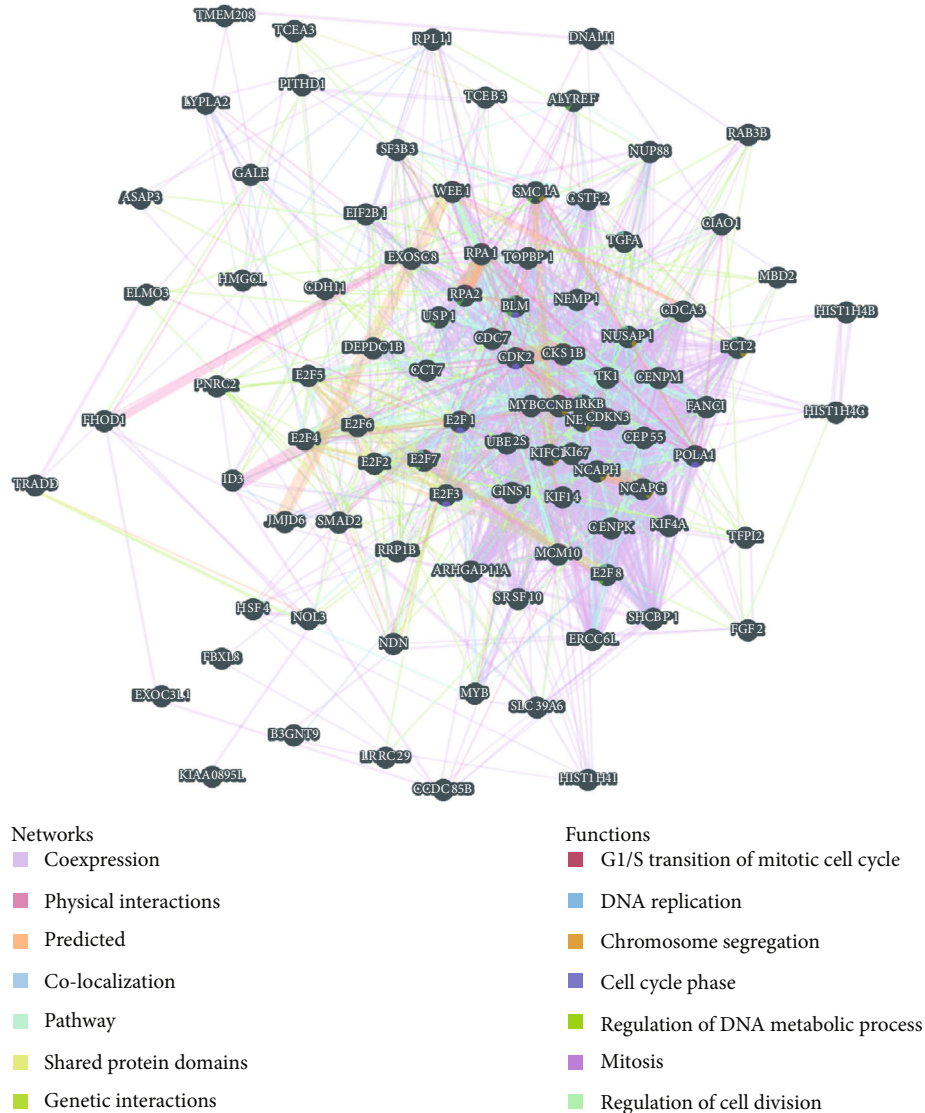 TMEM208
TCEA3
RPL11
DNALI1
PITHD1
LYPLA2
TCEB3
ALYREF
RAB3B
SF3B3
NUP88
GALE
WEE1
SMC1A
CSTF2
ASAP3
EIF2B1
CIAO1
TGFA
EXOSC8
RPA1
TOPBP1
MBD2
HMGCL
CDH11
ELMO3
RPA2
NEMP1
BLM
CDCA3
HIST1H4B
USP1
NUSAP1
CDC7
ECT2
DEPDC1B
CDK2
CKS1B
CCT7
TK1
CENPM
E2F5
PNRC2
FANCI
HIST1H4C
MYBCCNB1RKB
FHOD1
E2F6
E2F1
CDKN3
E2F4
UBE2S
CEP55
KIFC1
KI67
POLA1
E2F2
E2F7
NCAPH
TRADD
ID3
NCAPG
E2F3
GINS1
KIF14
JMJD6
SMAD2
CENPK
KIF4A
TFPI2
RRP1B
MCM10
ARHGAP11A
E2F8
SRSF10
HSF4
NOL3
SHCBP1
FGF2
NDN
ERCC6L
FBXL8
EXOC3L1
MYB
SLC39A6
B3GNT9
LRRC29
KIAA0895L
CCDC85B
HIST1H4I
Networks
Coexpression
Physical interactions
Predicted
Co-localization
Pathway
Shared protein domains
Genetic interactions
Functions
G1/S transition of mitotic cell cycle
DNA replication
Chromosome segregation
Cell cycle phase
Regulation of DNA metabolic process
Mitosis
Regulation of cell division